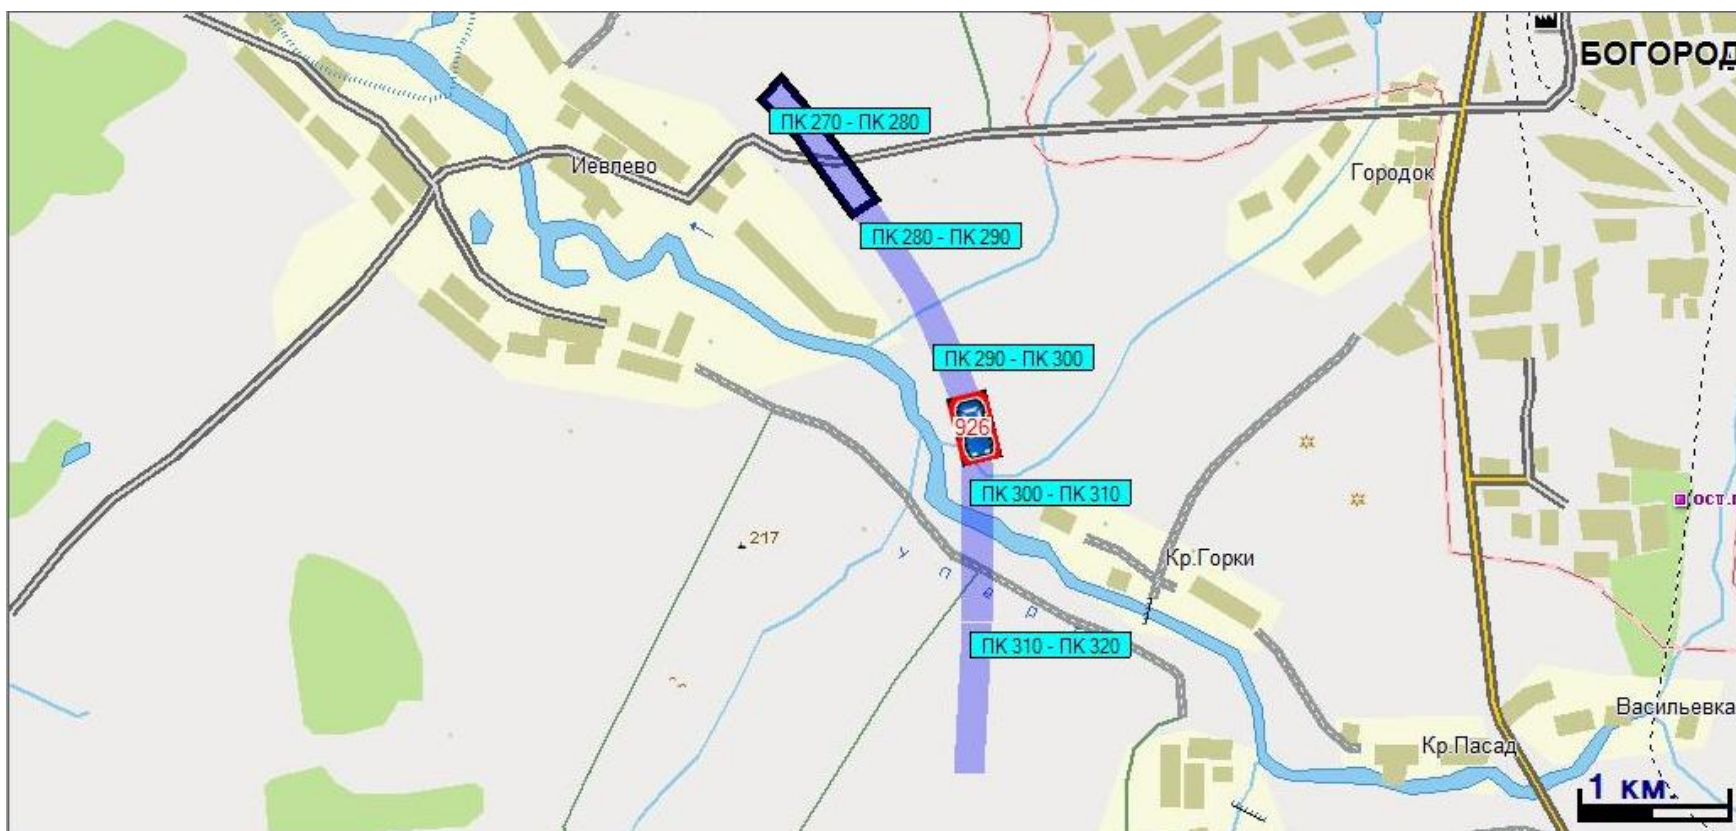 БОГОРОД
ПК 270 - ПК 280
Иевлево
Городок
ПК 280 - ПК 290
ПК 290 - ПК 300
926
ПК 300 - ПК 310
ост.п
217
Кр.Горки
У п а р т
ПК 310 - ПК 320
Васильевка
Кр.Пасад
1 км.